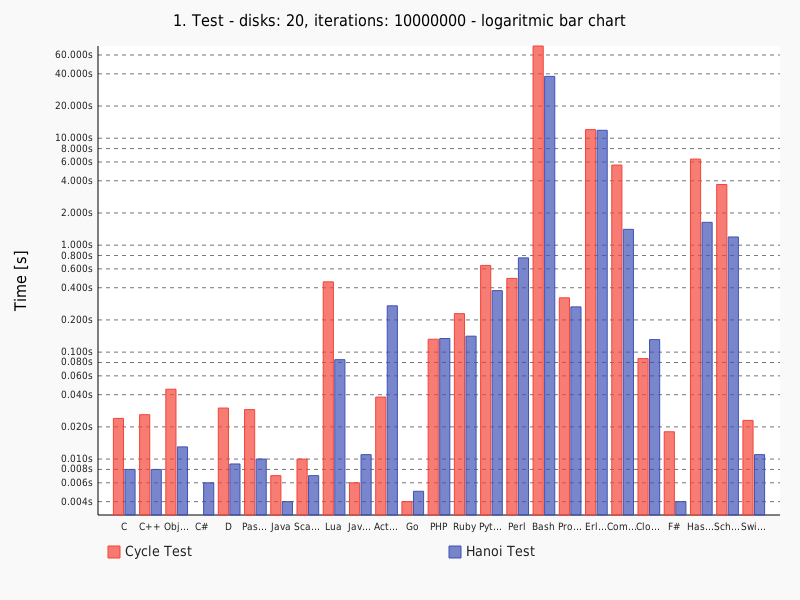 1. Test - disks: 20, iterations: 10000000 - logaritmic bar chart
Time [s]
60.000s
40.000s
20.000s
10.000s
8.000s
6.000s
4.000s
2.000s
1.000s
0.800s
0.600s
0.400s
0.200s
0.100s
0.080s
0.060s
0.040s
0.020s
0.010s
0.008s
0.006s
0.004s
C C++ Obj... C# D Pas... Java Sca... Lua Jav... Act... Go PHP Ruby Pyt... Perl Bash Pro... Erl... Com... Clo... F# Has... Sch... Swi...
Cycle Test Hanoi Test